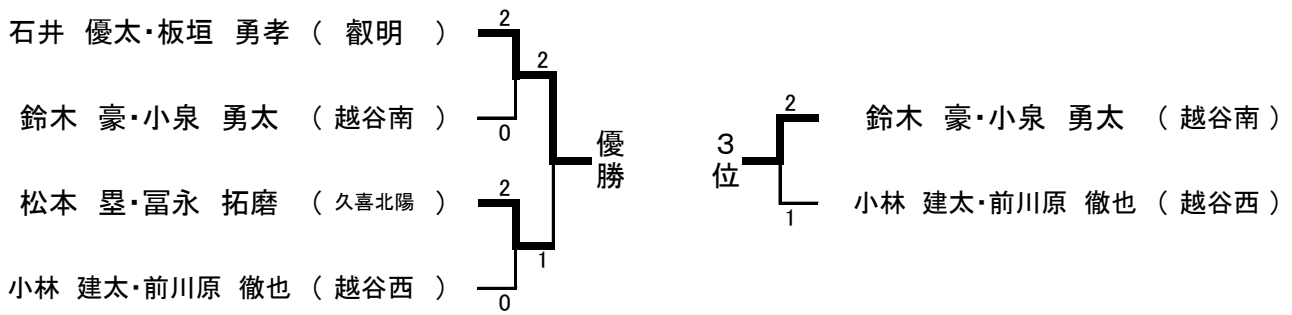 石井 優太・板垣 勇孝 ( 叡明 )
2
2
鈴木 豪・小泉 勇太 ( 越谷南 )
0
優勝
松本 塁・冨永 拓磨 ( 久喜北陽 )
2
1
小林 建太・前川原 徹也 ( 越谷西 )
0
3位
2
鈴木 豪・小泉 勇太 ( 越谷南 )
1
小林 建太・前川原 徹也 ( 越谷西 )